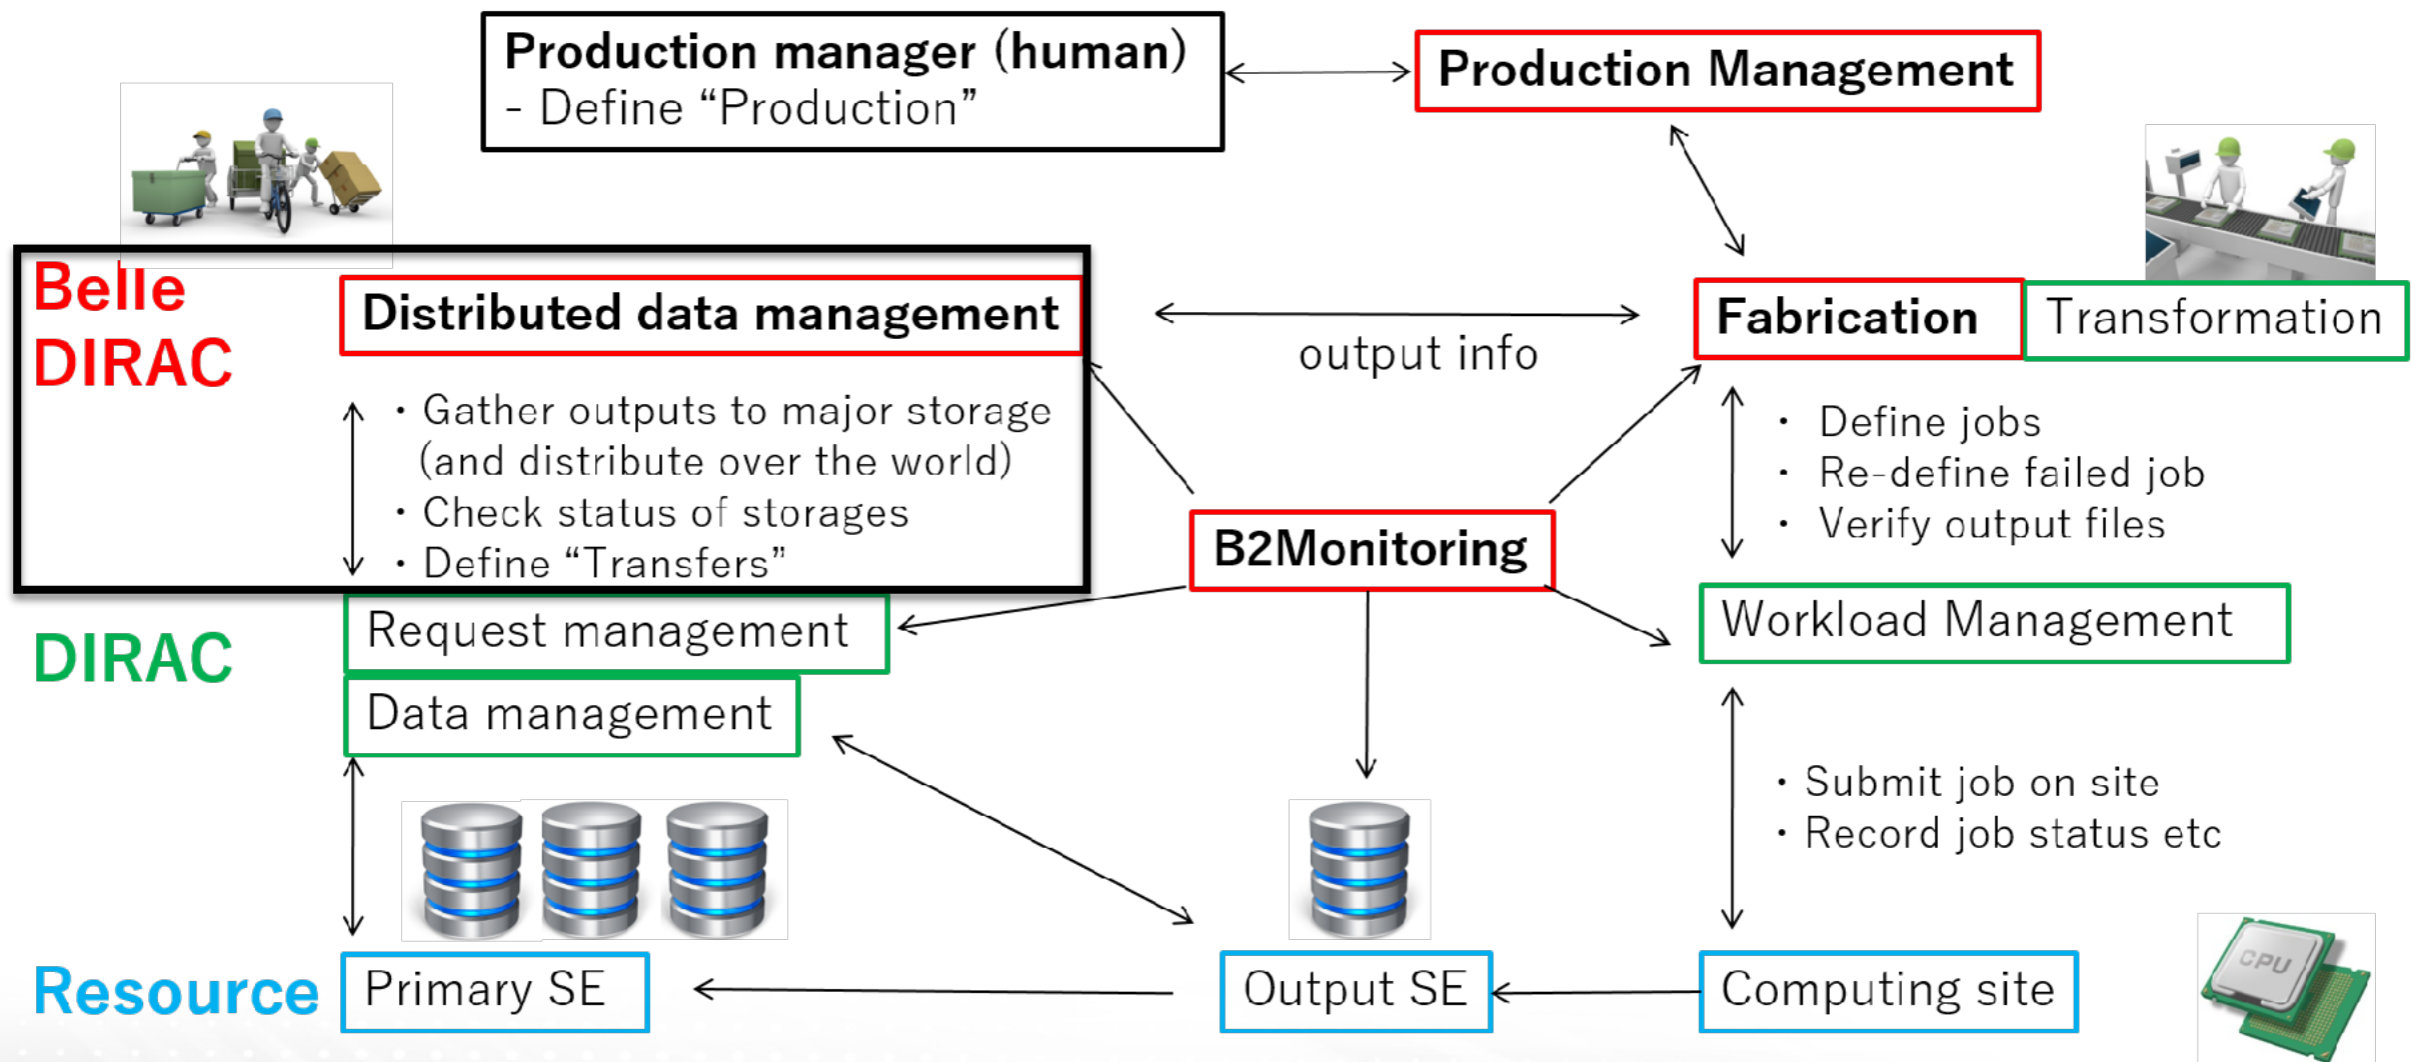 Production manager (human)
- Define “Production”
Production Management
Belle
DIRAC
Distributed data management
・Gather outputs to major storage
(and distribute over the world)
・Check status of storages
・Define “Transfers”
output info
Fabrication
Transformation
・ Define jobs
・ Re-define failed job
・ Verify output files
B2Monitoring
DIRAC
Request management
Data management
Workload Management
・Submit job on site
・Record job status etc
Resource
Primary SE
Output SE
Computing site
CPU